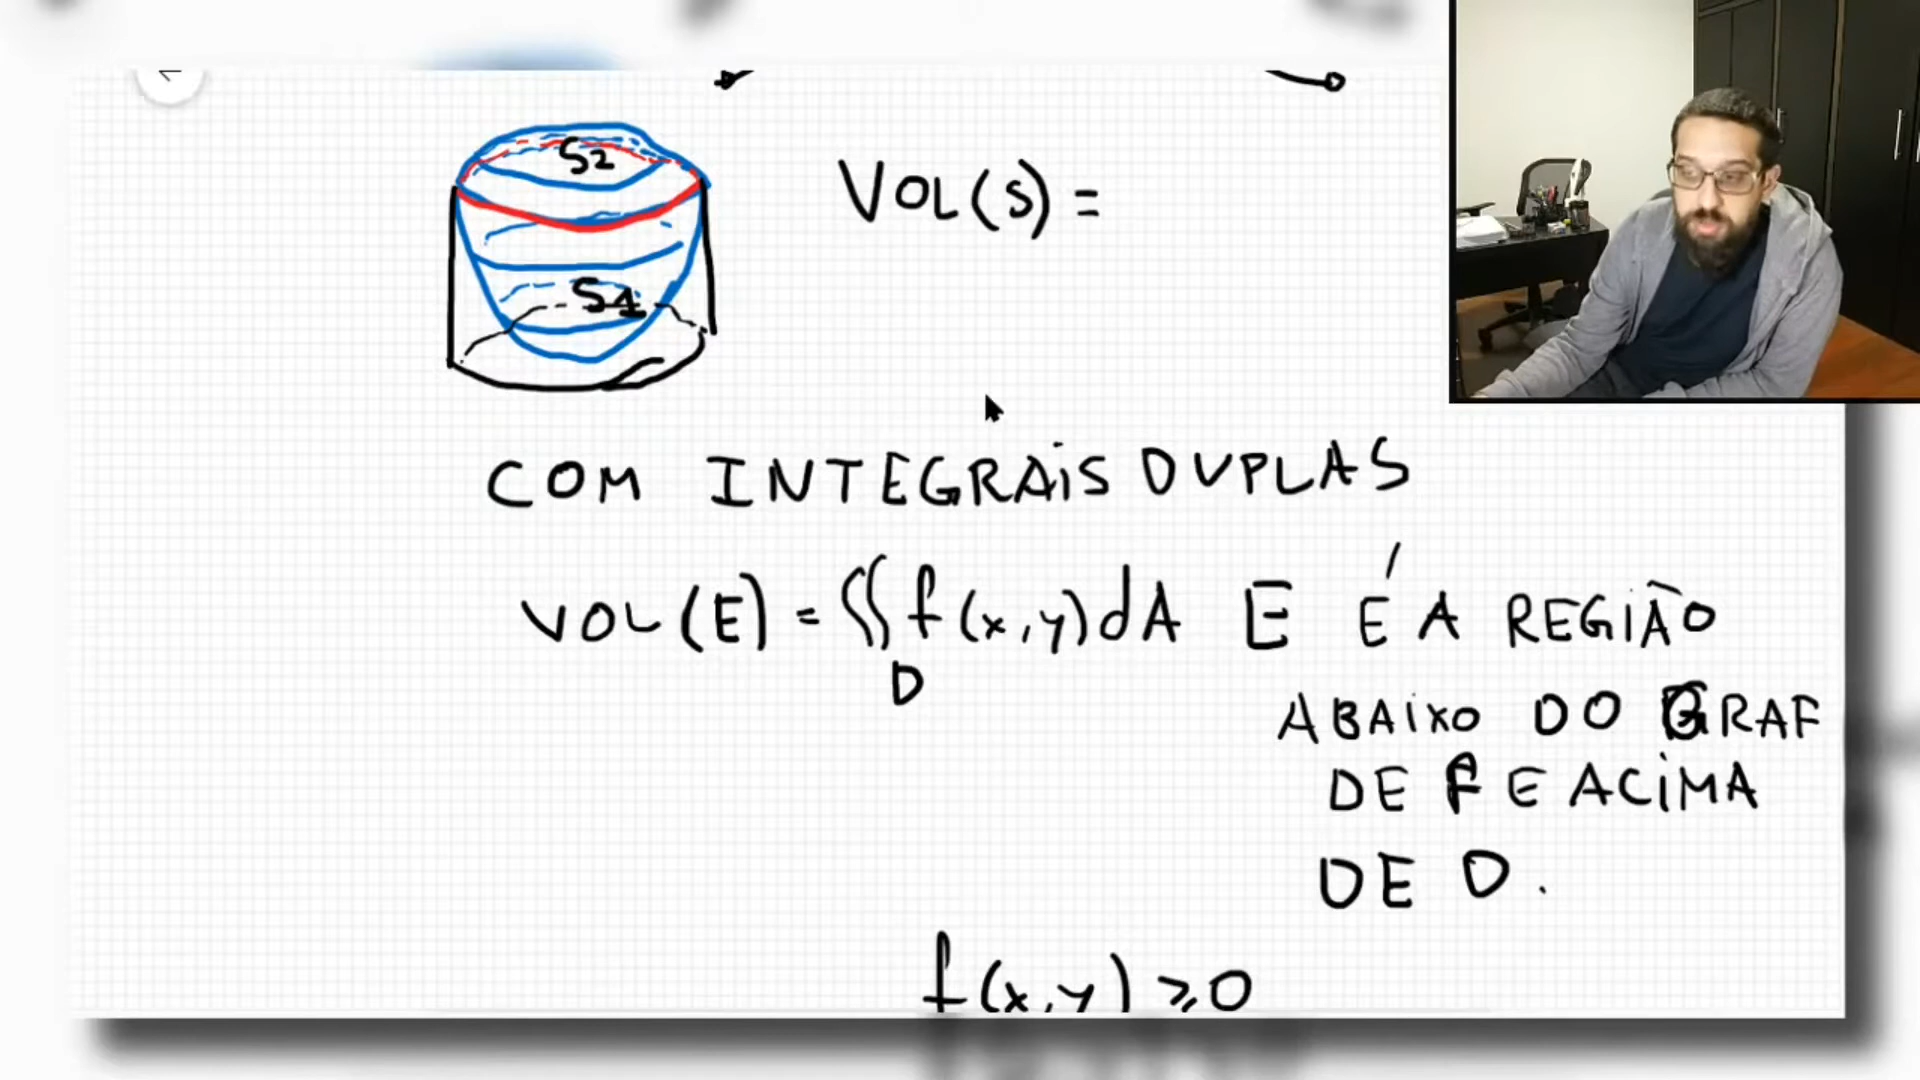 S2
VOL(S) =
S1
COM INTEGRAIS DUPLAS
VOL(E) = ∬ f(x,y)dA E É A REGIÃO
D
ABAIXO DO GRAF
DE F E ACIMA
DE D.
f(x,y) ≥ 0